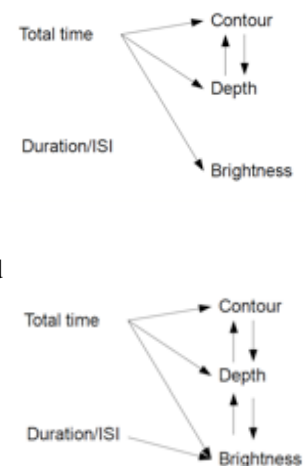 Contour
Total time
Depth
Duration/ISI
Brightness
Contour
Total time
Depth
Duration/ISI
Brightness